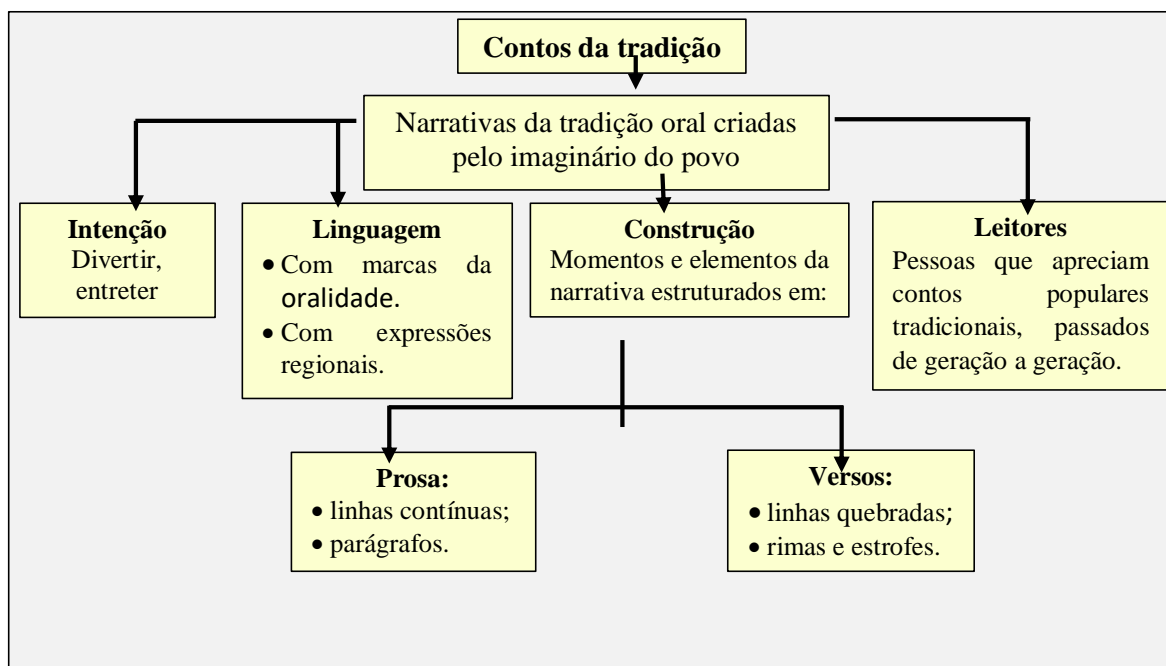 Contos da tradição
Narrativas da tradição oral criadas
pelo imaginário do povo
Intenção
Divertir,
entreter
Linguagem
• Com marcas da
oralidade.
• Com expressões
regionais.
Construção
Momentos e elementos da
narrativa estruturados em:
Leitores
Pessoas que apreciam
contos populares
tradicionais, passados
de geração a geração.
Prosa:
• linhas contínuas;
• parágrafos.
Versos:
• linhas quebradas;
• rimas e estrofes.